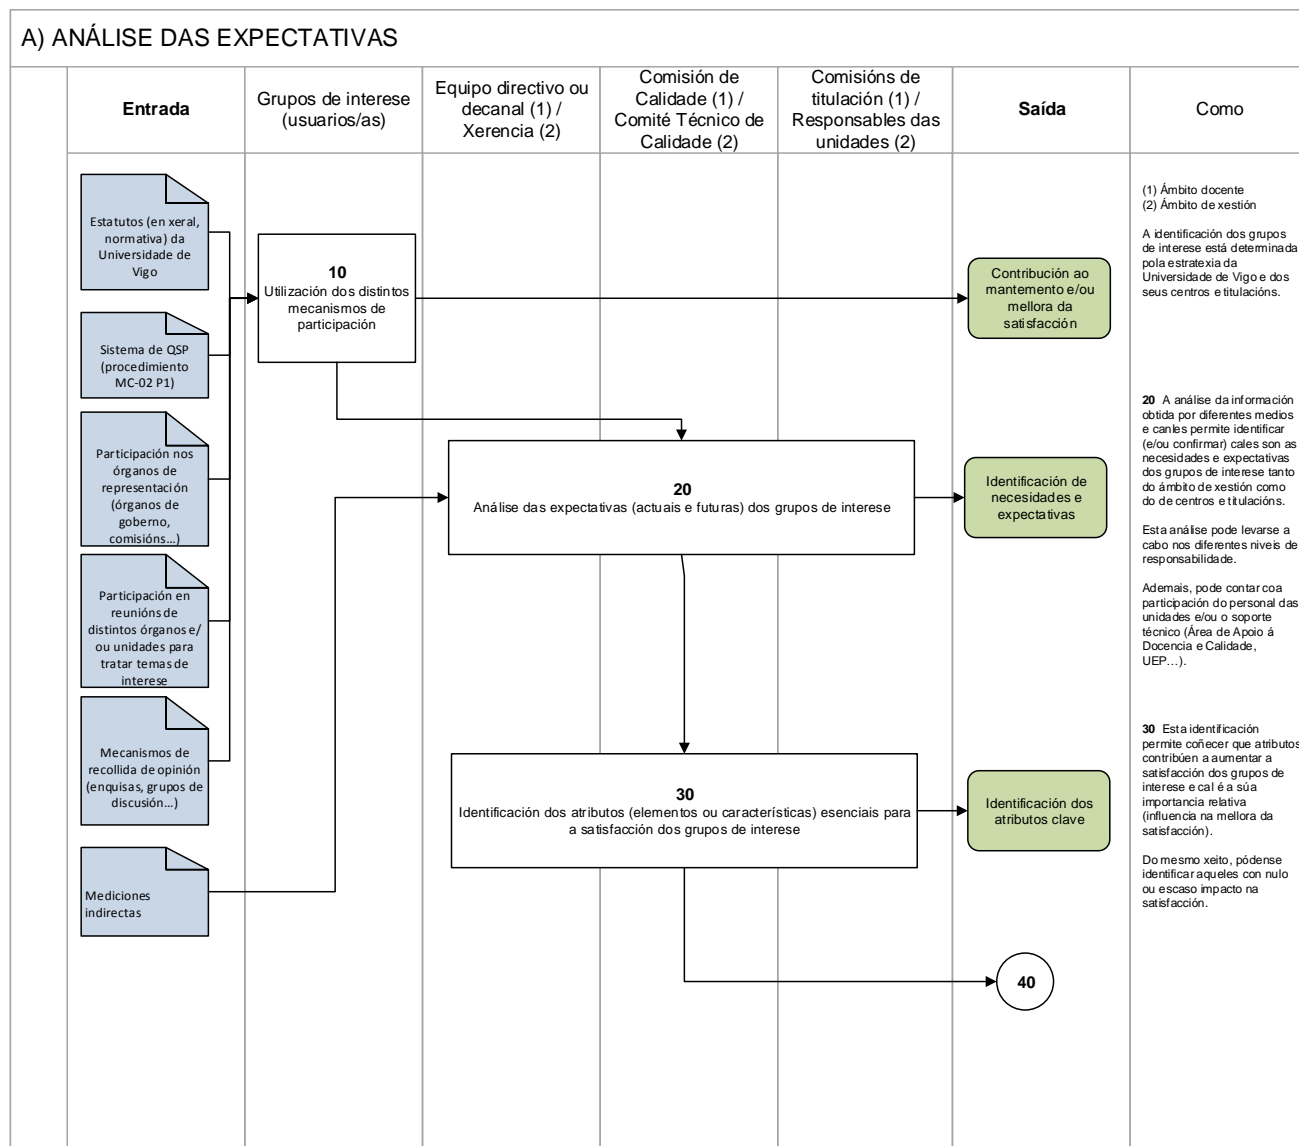 A) ANÁLISE DAS EXPECTATIVAS
Entrada
Grupos de interese
(usuarios/as)
Equipo directivo ou
decanal (1) /
Xerencia (2)
Comisión de
Calidade (1) /
Comité Técnico de
Calidade (2)
Comisións de
titulación (1) /
Responsables das
unidades (2)
Saída
Como
Estatutos (en xeral,
normativa) da
Universidade de
Vigo
Sistema de QSP
(procedimiento
MC-02 P1)
Participación nos
órganos de
representación
(órganos de
goberno,
comisións...)
Participación en
reunións de
distintos órganos e/
ou unidades para
tratar temas de
interese
Mecanismos de
recollida de opinión
(enquisas, grupos de
discusión...)
Mediciones
indirectas
10
Utilización dos distintos
mecanismos de
participación
20
Análise das expectativas (actuais e futuras) dos grupos de interese
30
Identificación dos atributos (elementos ou características) esenciais para
a satisfacción dos grupos de interese
Contribución ao
mantemento e/ou
mellora da
satisfacción
Identificación de
necesidades e
expectativas
Identificación dos
atributos clave
40
(1) Ámbito docente
(2) Ámbito de xestión
A identificación dos grupos
de interese está determinada
pola estratexia da
Universidade de Vigo e dos
seus centros e titulacións.
20 A análise da información
obtida por diferentes medios
e canles permite identificar
(e/ou confirmar) cales son as
necesidades e expectativas
dos grupos de interese tanto
do ámbito de xestión como
do de centros e titulacións.
Esta análise pode levarse a
cabo nos diferentes niveis de
responsabilidade.
Ademais, pode contar coa
participación do personal das
unidades e/ou o soporte
técnico (Área de Apoio á
Docencia e Calidade,
UEP...).
30 Esta identificación
permite coñecer que atributos
contribúen a aumentar a
satisfacción dos grupos de
interese e cal é a súa
importancia relativa
(influencia na mellora da
satisfacción).
Do mesmo xeito, pódense
identificar aqueles con nulo
ou escaso impacto na
satisfacción.